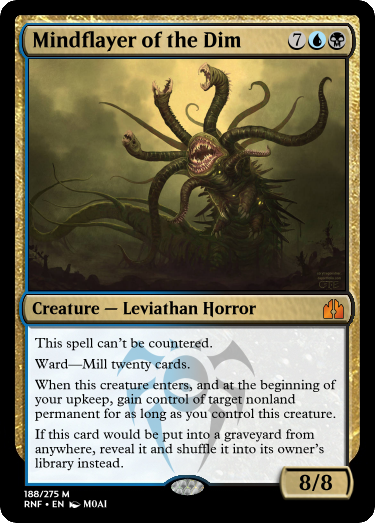 Mindflayer of the Dim 7
Creature — Leviathan Horror
This spell can't be countered.
Ward—Mill twenty cards.
When this creature enters, and at the beginning of
your upkeep, gain control of target nonland
permanent for as long as you control this creature.
If this card would be put into a graveyard from
anywhere, reveal it and shuffle it into its owner's
library instead.
8/8
188/275 M
RNF • EN MOAI